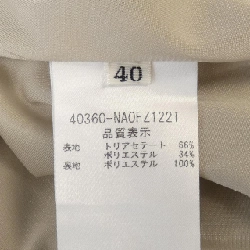 40
40360-NA0FZ1221
品質表示
表地 トリアセテート 66%
ポリエステル 34%
裏地 ポリエステル 100%